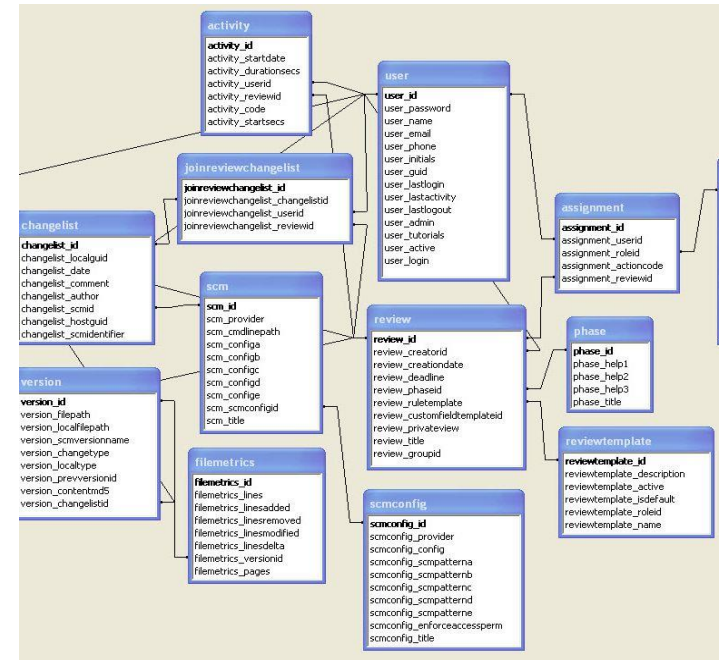 activity
activity_id
activity_startdate
activity_durationsecs
activity_userid
activity_reviewid
activity_code
activity_startsecs
user
user_id
user_password
user_name
user_email
user_phone
user_initials
user_guid
user_lastlogin
user_lastactivity
user_lastlogout
user_admin
user_tutorials
user_active
user_login
joinreviewchangelist
joinreviewchangelist_id
joinreviewchangelist_changelistid
joinreviewchangelist_userid
joinreviewchangelist_reviewid
assignment
assignment_id
assignment_userid
assignment_roleid
assignment_actioncode
assignment_reviewid
changelist
changelist_id
changelist_localguid
changelist_date
changelist_comment
changelist_author
changelist_scmid
changelist_hostguid
changelist_scmidentifier
scm
scm_id
scm_provider
scm_cmdlinepath
scm_configa
scm_configb
scm_configc
scm_configd
scm_confige
scm_scmconfigid
scm_title
review
review_id
review_creatorid
review_creationdate
review_deadline
review_phaseid
review_ruletemplate
review_customfieldtemplateid
review_privateview
review_title
review_groupid
phase
phase_id
phase_help1
phase_help2
phase_help3
phase_title
version
version_id
version_filepath
version_localfilepath
version_scmversionname
version_changetype
version_localtype
version_prevversionid
version_contentmd5
version_changelistid
filemetrics
filemetrics_id
filemetrics_lines
filemetrics_linesadded
filemetrics_linesremoved
filemetrics_linesmodified
filemetrics_linesdelta
filemetrics_versionid
filemetrics_pages
reviewtemplate
reviewtemplate_id
reviewtemplate_description
reviewtemplate_active
reviewtemplate_isdefault
reviewtemplate_roleid
reviewtemplate_name
scmconfig
scmconfig_id
scmconfig_provider
scmconfig_config
scmconfig_scmpatterna
scmconfig_scmpatternb
scmconfig_scmpatternc
scmconfig_scmpatternd
scmconfig_scmpatterne
scmconfig_enforceaccessperm
scmconfig_title